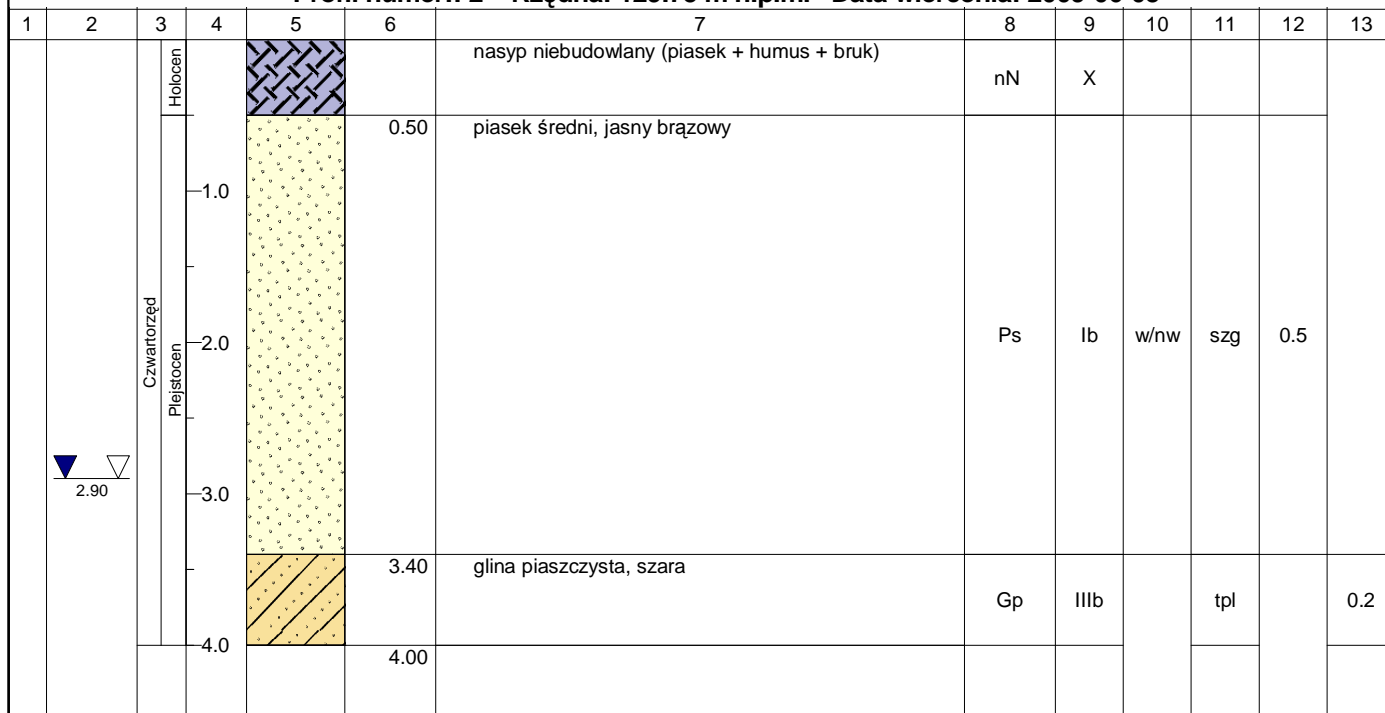 1 2 3 4 5 6 7 8 9 10 11 12 13
Holocen
nasyp niebudowlany (piasek + humus + bruk)
nN X
0.50 piasek średni, jasny brązowy
1.0
Czwartorzęd
Plejstocen
2.0
Ps Ib w/nw szg 0.5
2.90
3.0
3.40 glina piaszczysta, szara
Gp IIIb tpl 0.2
4.0
4.00